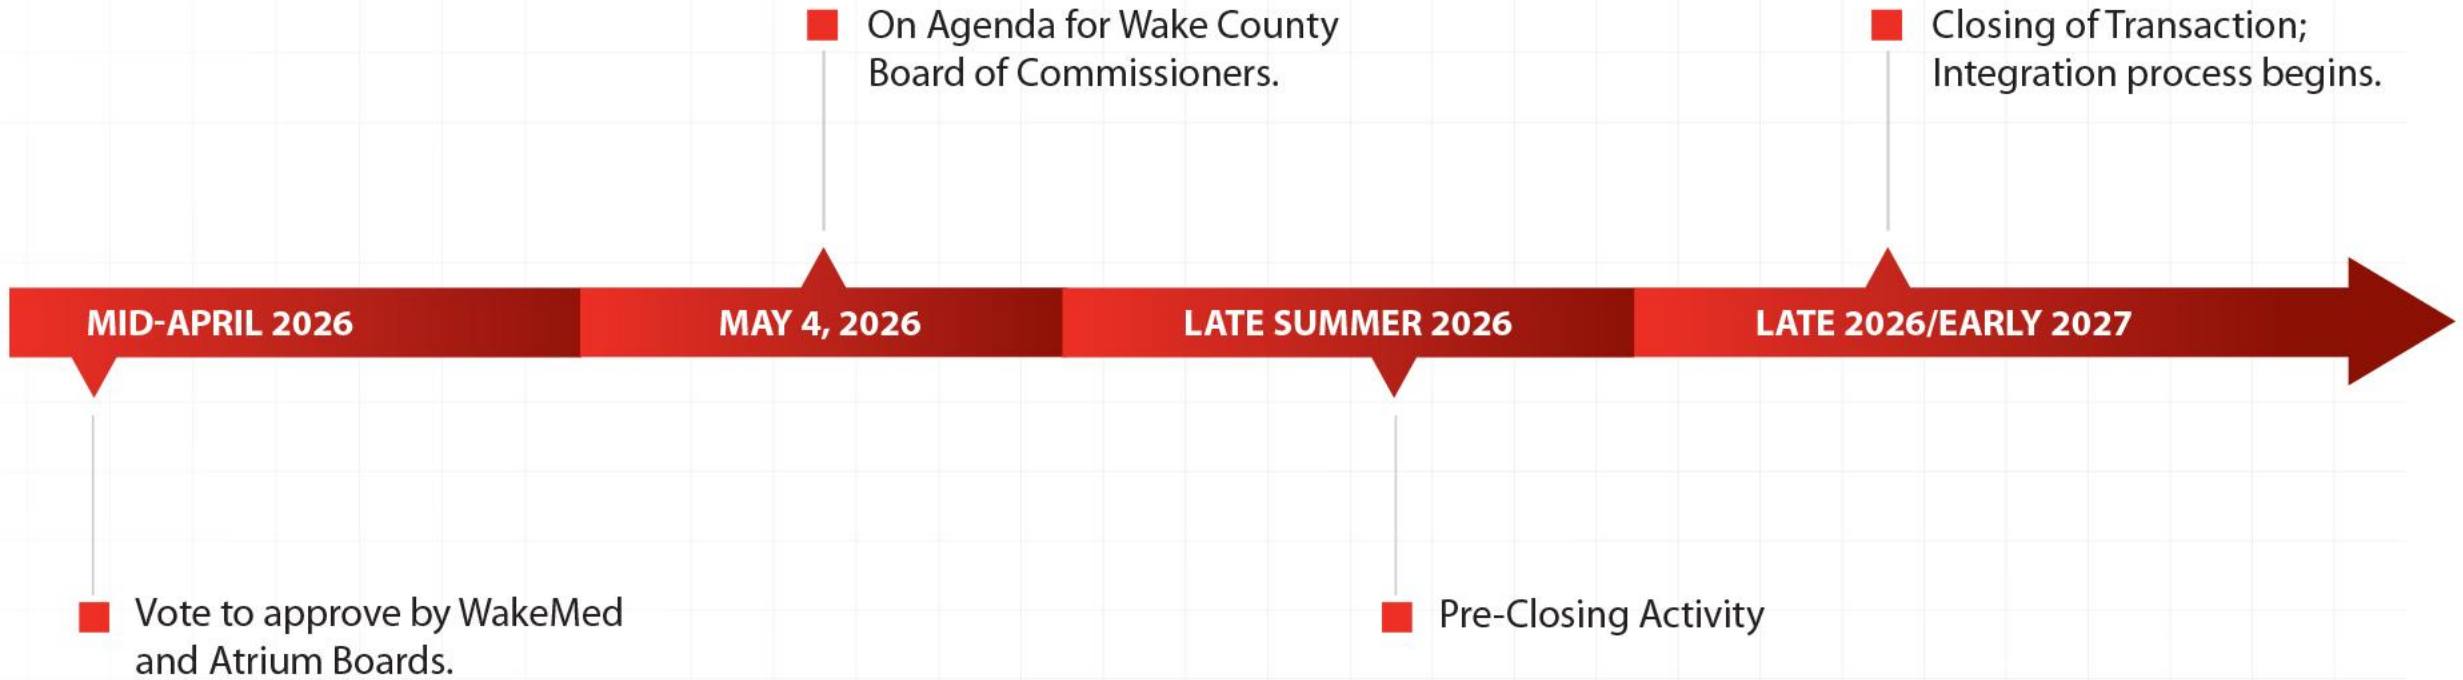 On Agenda for Wake County
Board of Commissioners.
Closing of Transaction;
Integration process begins.
MID-APRIL 2026
MAY 4, 2026
LATE SUMMER 2026
LATE 2026/EARLY 2027
Vote to approve by WakeMed
and Atrium Boards.
Pre-Closing Activity